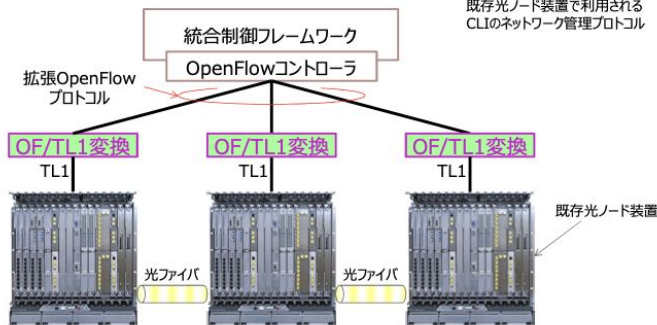 既存光ノード装置で利用される
CLIのネットワーク管理プロトコル
統合制御フレームワーク
OpenFlowコントローラ
拡張OpenFlow
プロトコル
OF/TL1変換
OF/TL1変換
OF/TL1変換
TL1
TL1
TL1
既存光ノード装置
光ファイバ
光ファイバ